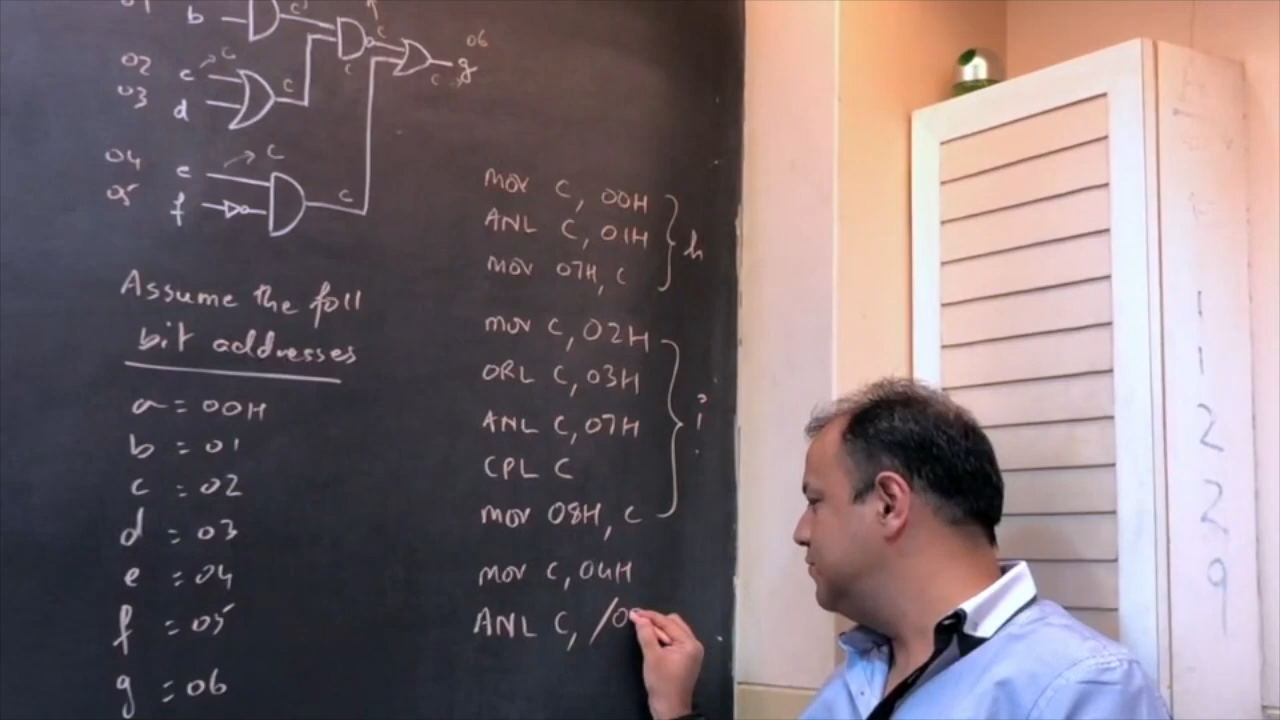 b
c
c
c
c
06
g
c
02
c
c
03
d
c
04
e
c
05
f
c
Assume the foll
bit addresses
a = 00H
b = 01
c = 02
d = 03
e = 04
f = 05
g = 06
MOV C, 00H
ANL C, 01H
MOV 07H, C
h
MOV C, 02H
ORL C, 03H
ANL C, 07H
CPL C
MOV 08H, C
i
MOV C, 04H
ANL C, /0
1
1
2
2
9